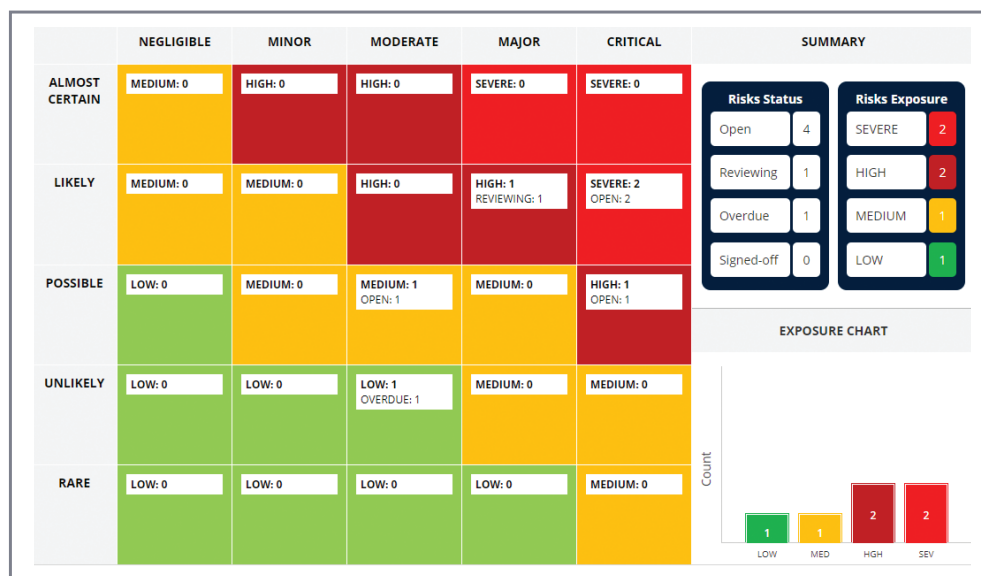 NEGLIGIBLE MINOR MODERATE MAJOR CRITICAL SUMMARY
ALMOST CERTAIN
MEDIUM: 0 HIGH: 0 HIGH: 0 SEVERE: 0 SEVERE: 0
LIKELY
MEDIUM: 0 MEDIUM: 0 HIGH: 0 HIGH: 1 SEVERE: 2
REVIEWING: 1 OPEN: 2
POSSIBLE
LOW: 0 MEDIUM: 0 MEDIUM: 1 MEDIUM: 0 HIGH: 1
OPEN: 1 OPEN: 1
UNLIKELY
LOW: 0 LOW: 0 LOW: 1 MEDIUM: 0 MEDIUM: 0
OVERDUE: 1
RARE
LOW: 0 LOW: 0 LOW: 0 LOW: 0 MEDIUM: 0
Risks Status
Open 4
Reviewing 1
Overdue 1
Signed-off 0
Risks Exposure
SEVERE 2
HIGH 2
MEDIUM 1
LOW 1
EXPOSURE CHART
Count
1 1 2 2
LOW MED HGH SEV